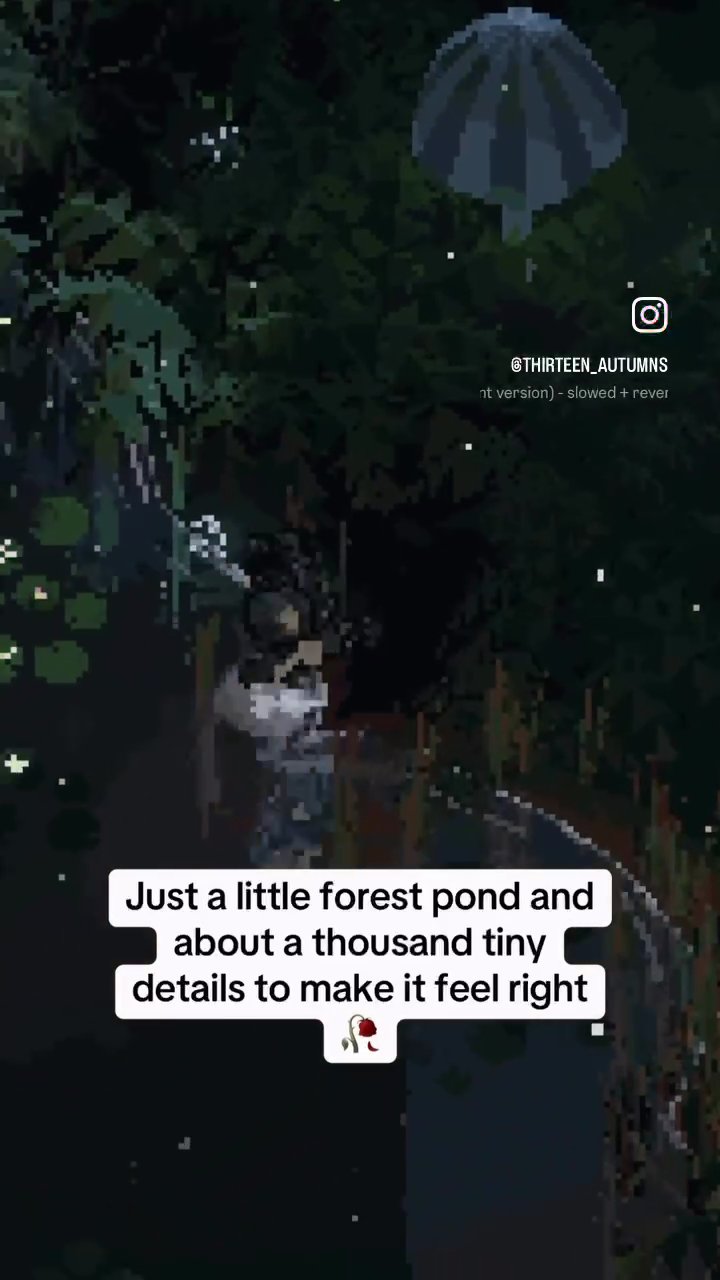 @THIRTEEN_AUTUMNS
nt version) - slowed + rever
Just a little forest pond and
about a thousand tiny
details to make it feel right
🥀